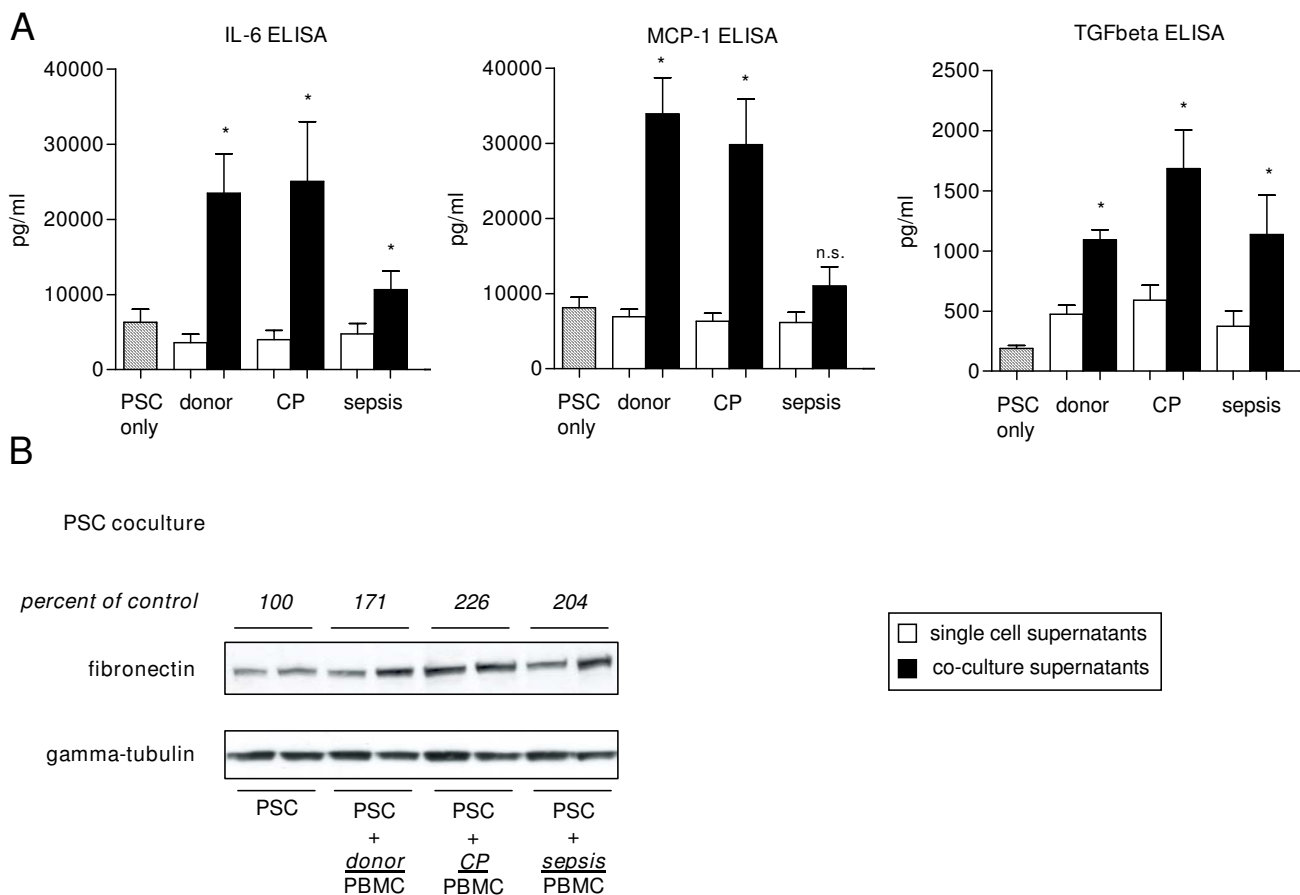 A
IL-6 ELISA
40000
30000
20000
10000
0
pg/ml
*
*
*
PSC only
donor
CP
sepsis
MCP-1 ELISA
40000
30000
20000
10000
0
pg/ml
*
*
n.s.
PSC only
donor
CP
sepsis
TGFbeta ELISA
2500
2000
1500
1000
500
0
pg/ml
*
*
*
PSC only
donor
CP
sepsis
B
PSC coculture
percent of control 100 171 226 204
fibronectin
gamma-tubulin
PSC PSC PSC PSC
+ + +
donor CP sepsis
PBMC PBMC PBMC
single cell supernatants
co-culture supernatants